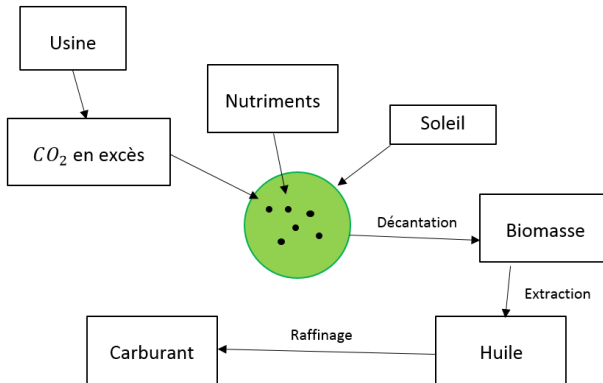 Usine
Nutriments
Soleil
CO₂ en excès
Décantation
Biomasse
Extraction
Raffinage
Carburant
Huile